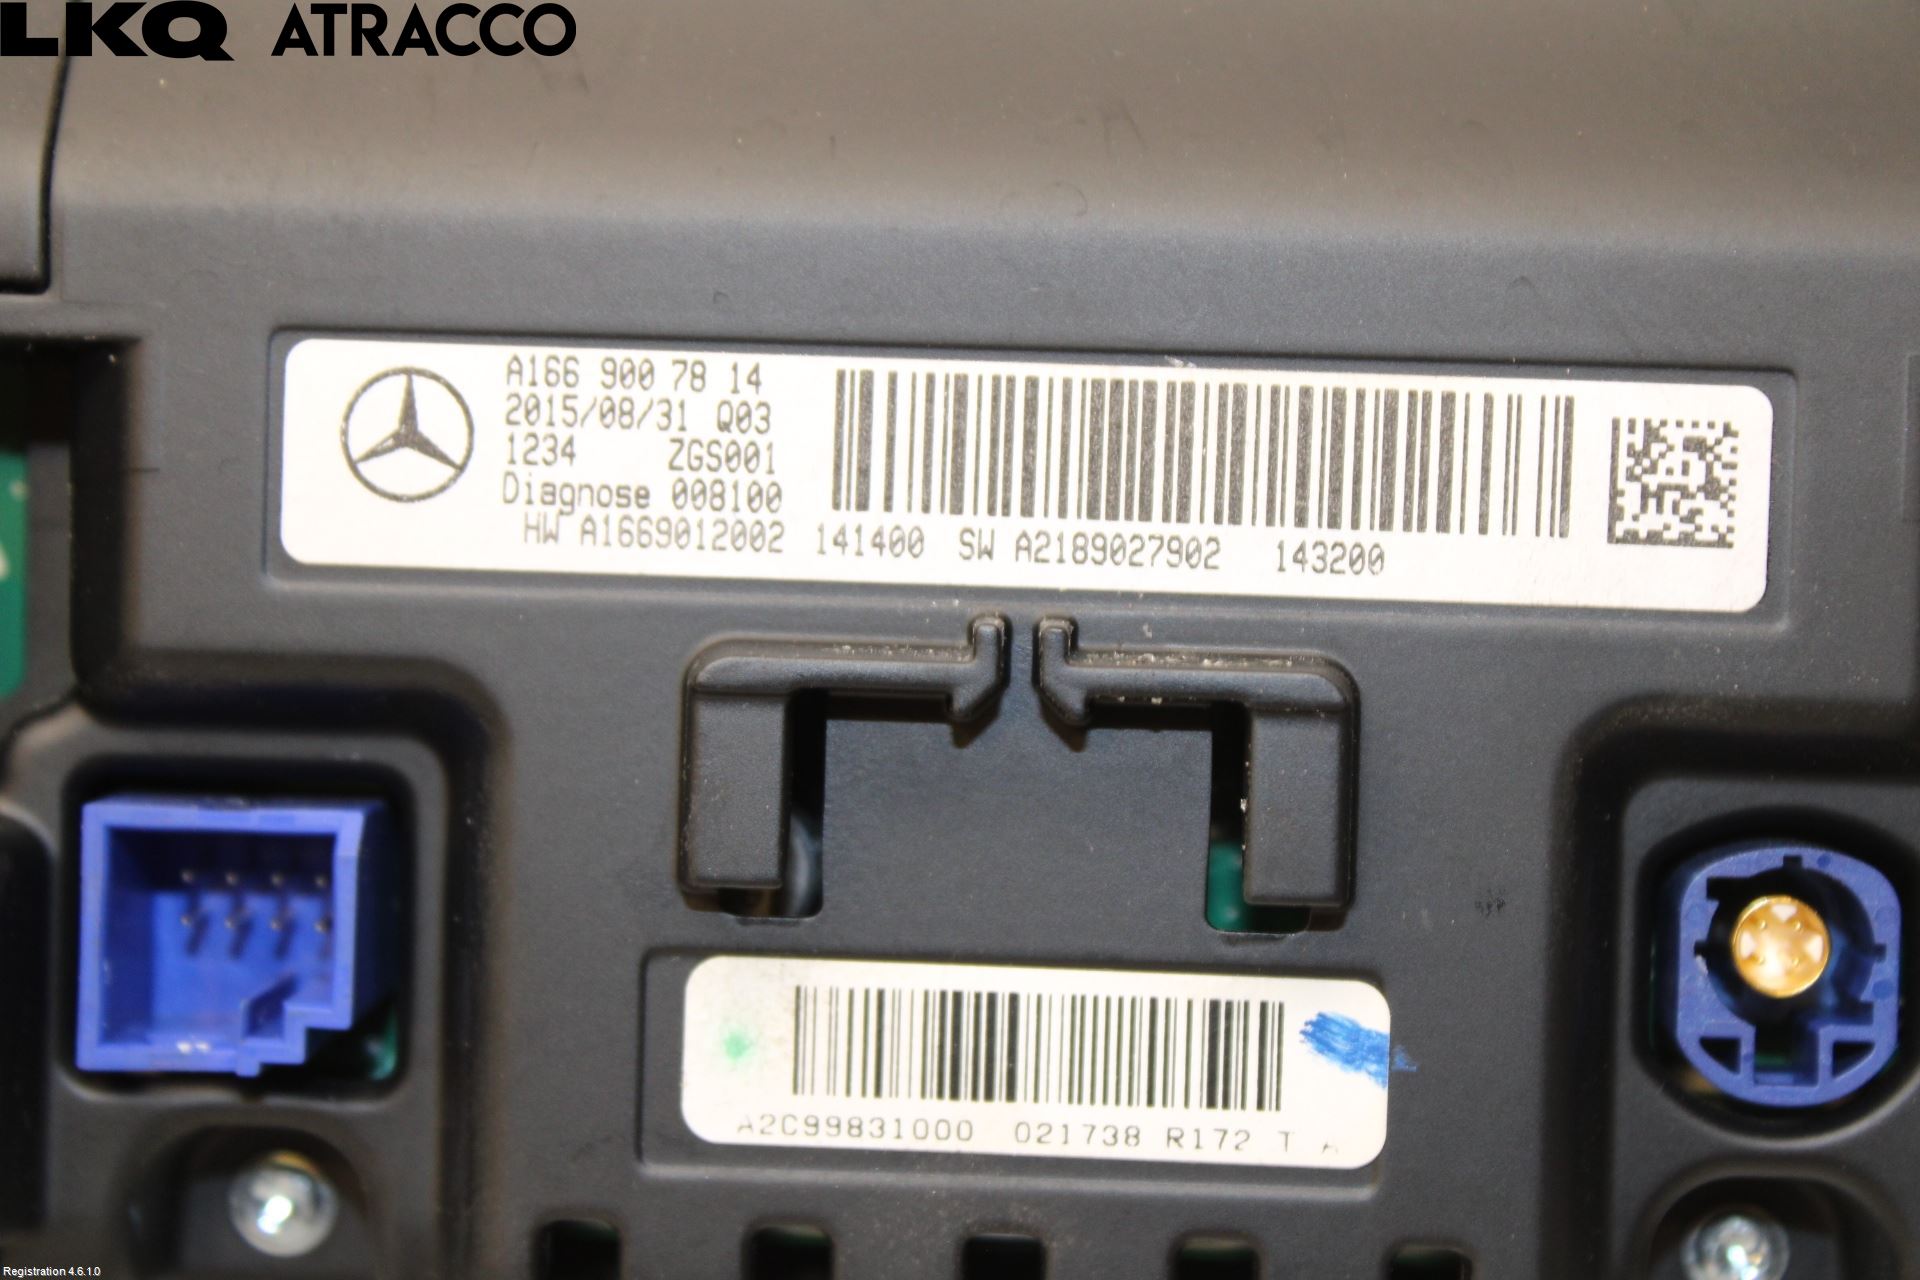 LKQ ATRACCO
A166 900 78 14
2015/08/31 Q03
1234 ZGS001
Diagnose 008100
HW A1669012002 141400 SW A2189027902 143200
A2C99831000 021738 R172 T A
Registration 4.6.1.0